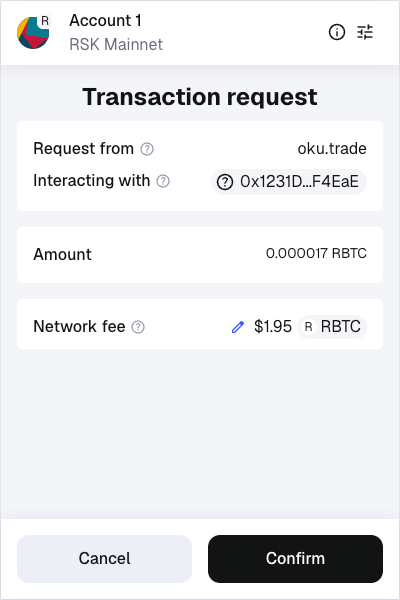 R
Account 1
RSK Mainnet
Transaction request
Request from
oku.trade
Interacting with
0x1231D...F4EaE
Amount
0.000017 RBTC
Network fee
$1.95 R RBTC
Cancel
Confirm